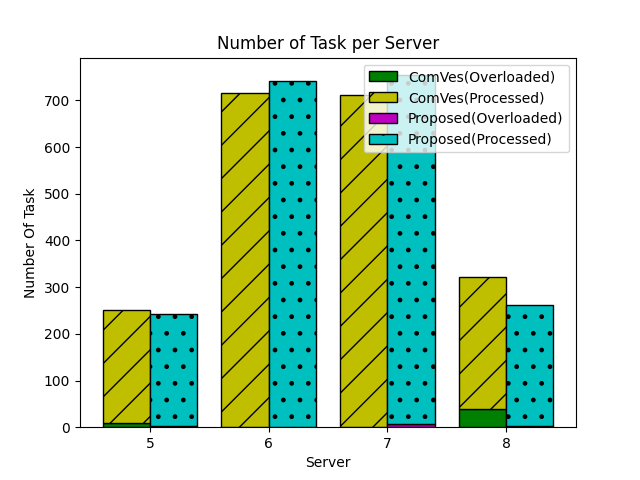 Number of Task per Server
ComVes(Overloaded)
ComVes(Processed)
Proposed(Overloaded)
Proposed(Processed)
Number Of Task
700
600
500
400
300
200
100
0
5 6 7 8
Server